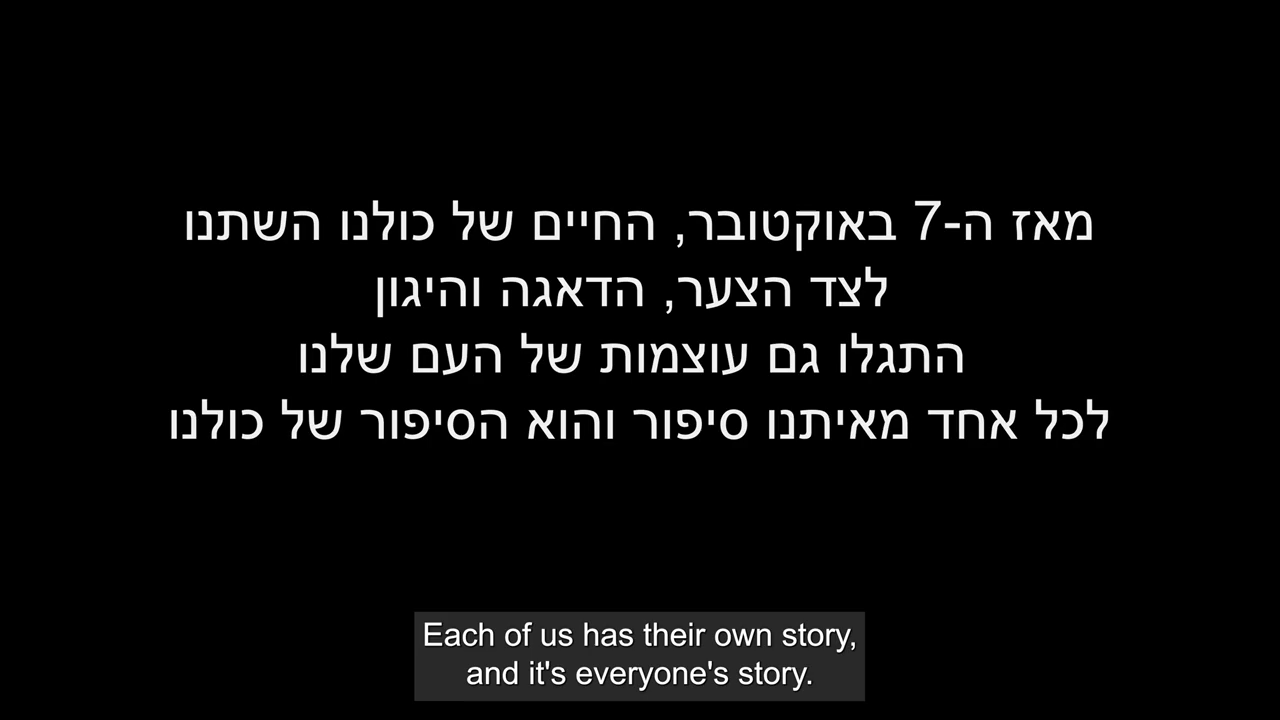 מאז ה-7 באוקטובר, החיים של כולנו השתנו
לצד הצער, הדאגה והיגון
התגלו גם עוצמות של העם שלנו
לכל אחד מאיתנו סיפור והוא הסיפור של כולנו
Each of us has their own story,
and it's everyone's story.